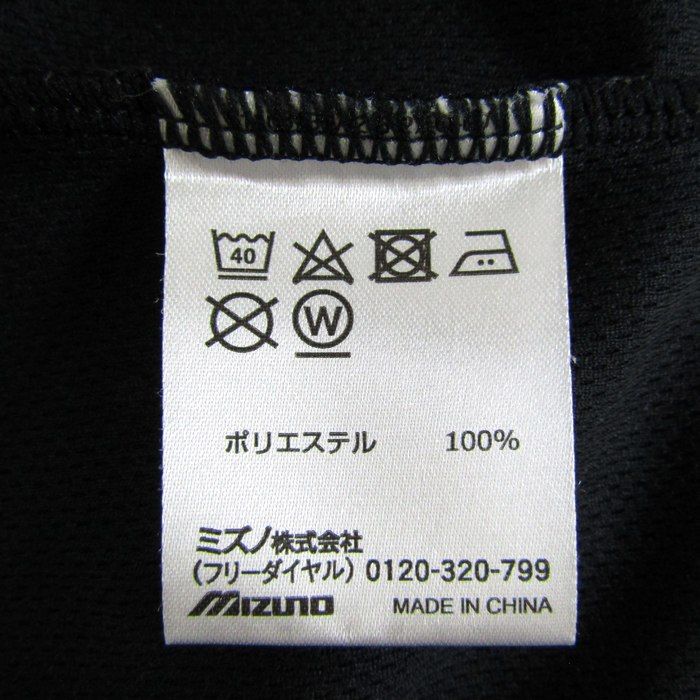 40
W
ポリエステル 100%
ミズノ株式会社
(フリーダイヤル) 0120-320-799
MIZUNO MADE IN CHINA